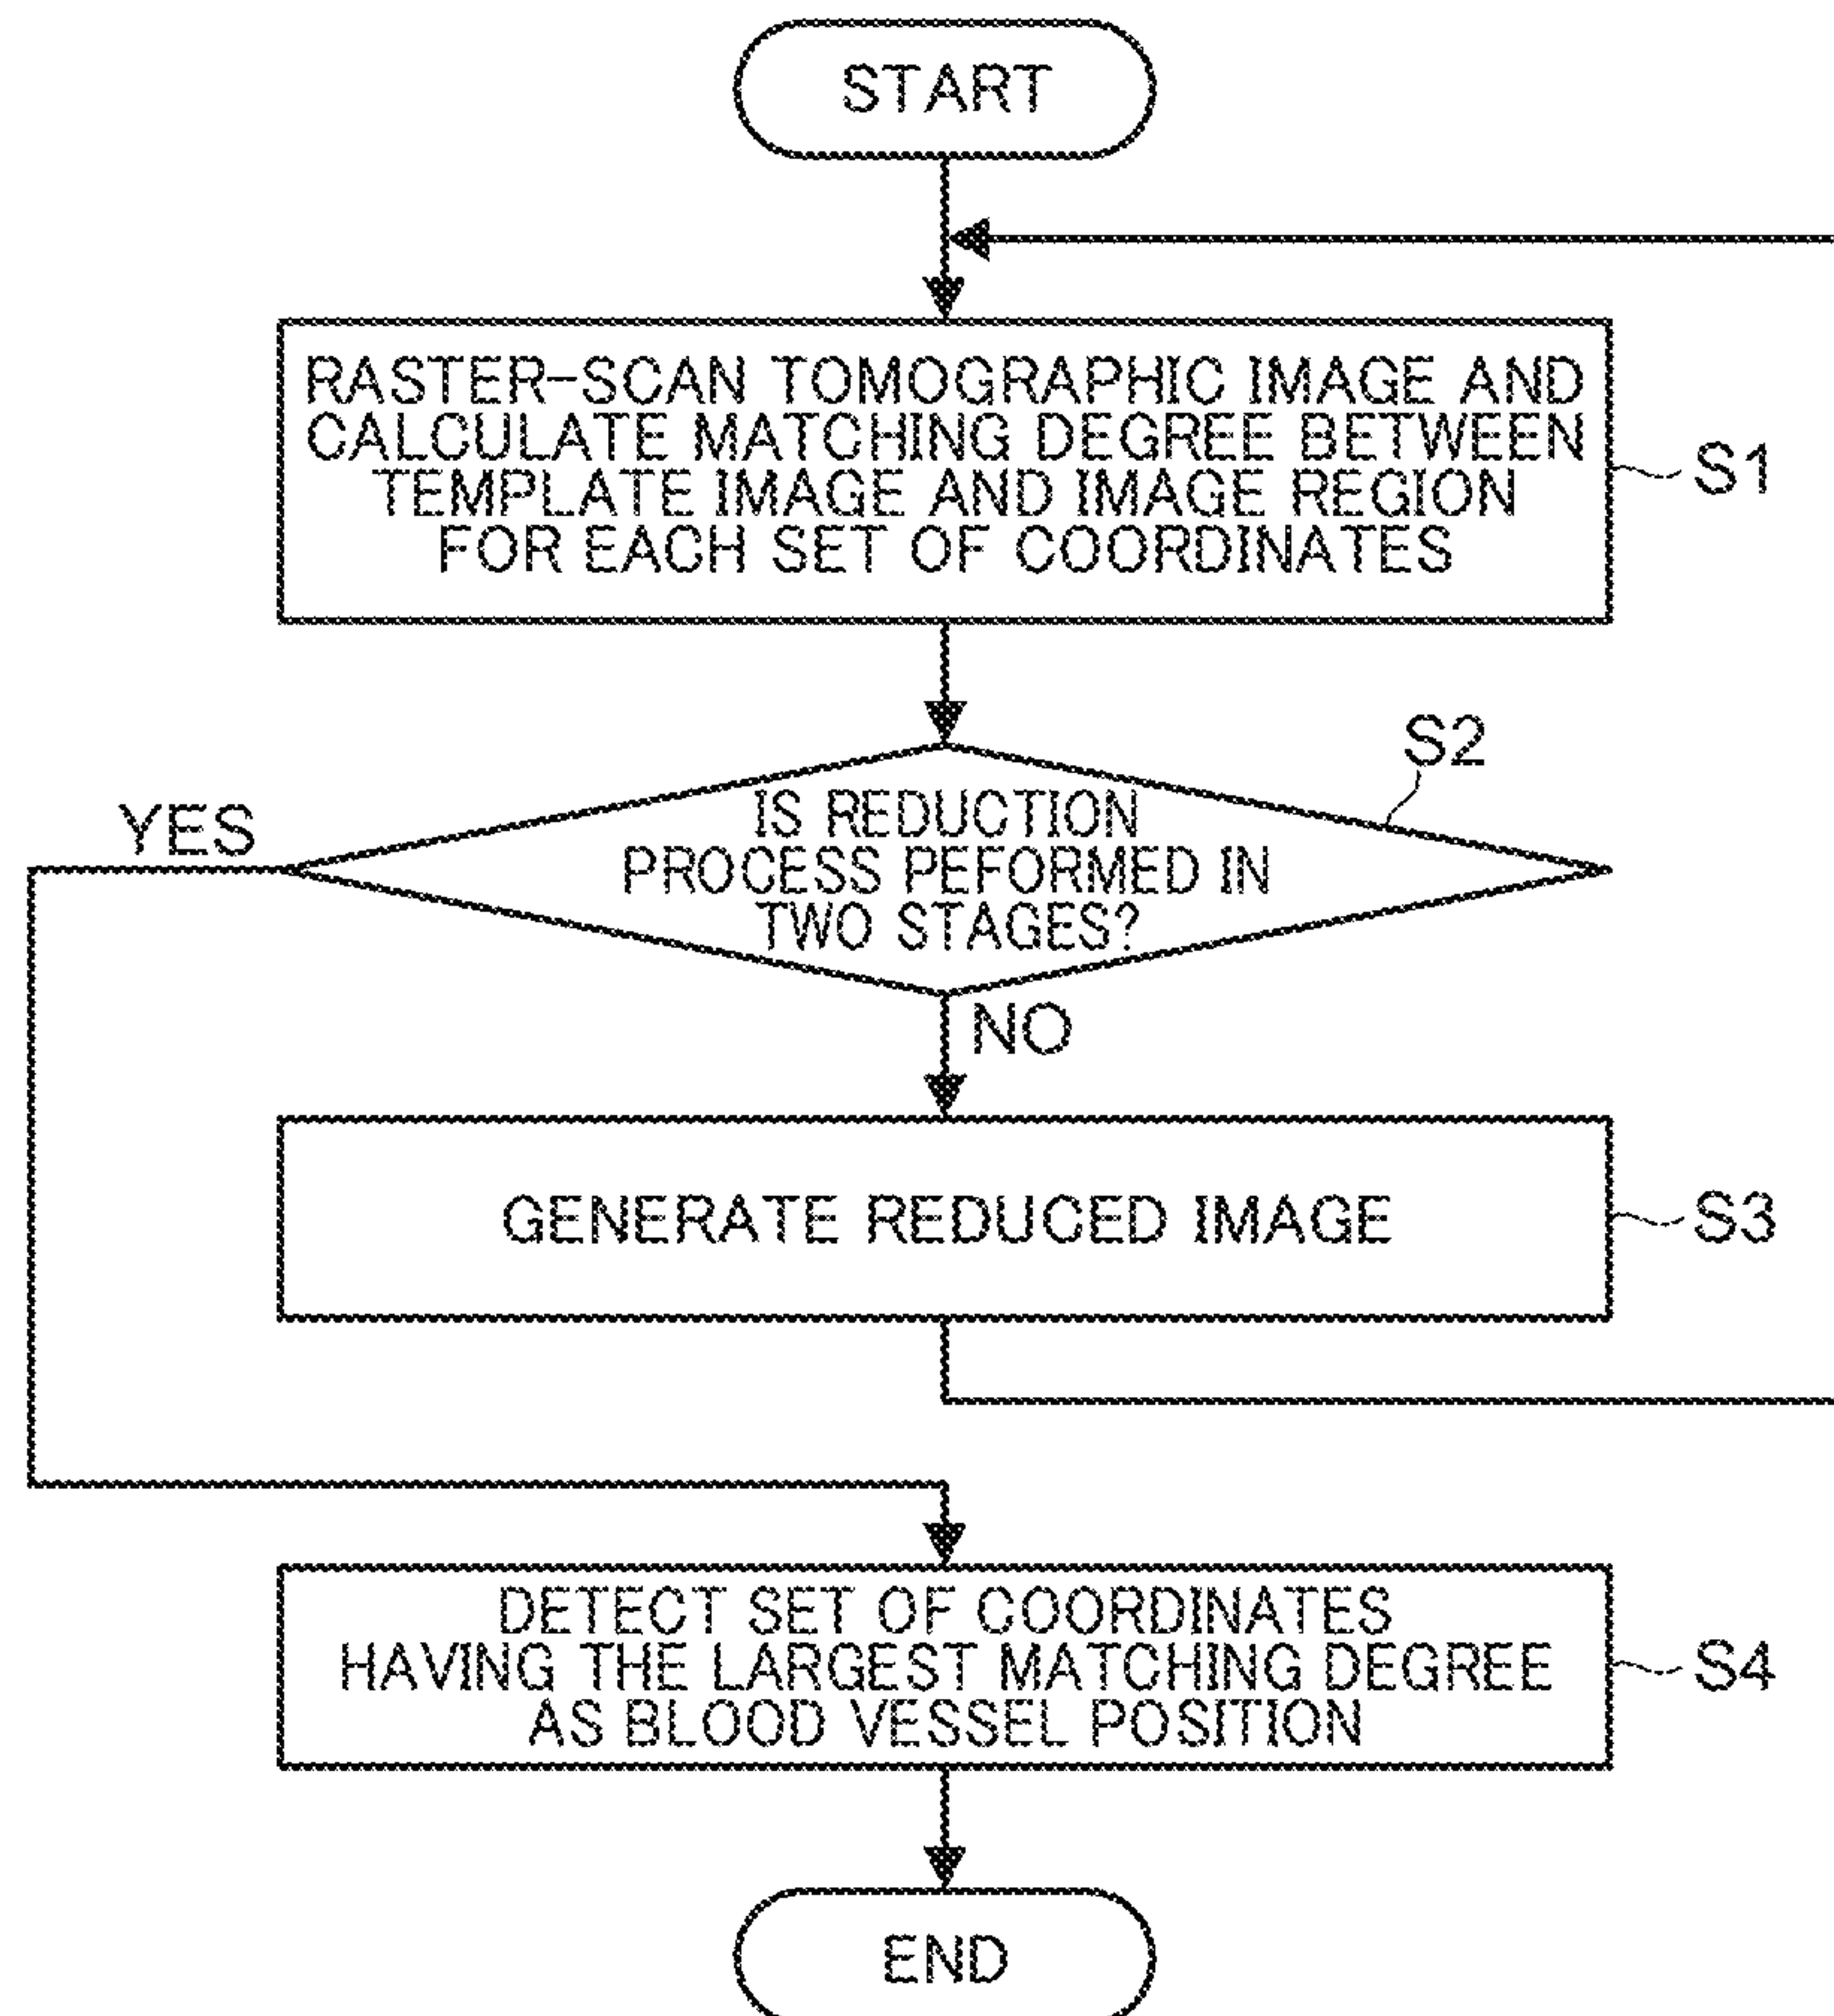 START
RASTER-SCAN TOMOGRAPHIC IMAGE AND
CALCULATE MATCHING DEGREE BETWEEN
TEMPLATE IMAGE AND IMAGE REGION
FOR EACH SET OF COORDINATES
S1
S2
YES
IS REDUCTION
PROCESS PEFORMED IN
TWO STAGES?
NO
GENERATE REDUCED IMAGE
S3
DETECT SET OF COORDINATES
HAVING THE LARGEST MATCHING DEGREE
AS BLOOD VESSEL POSITION
S4
END